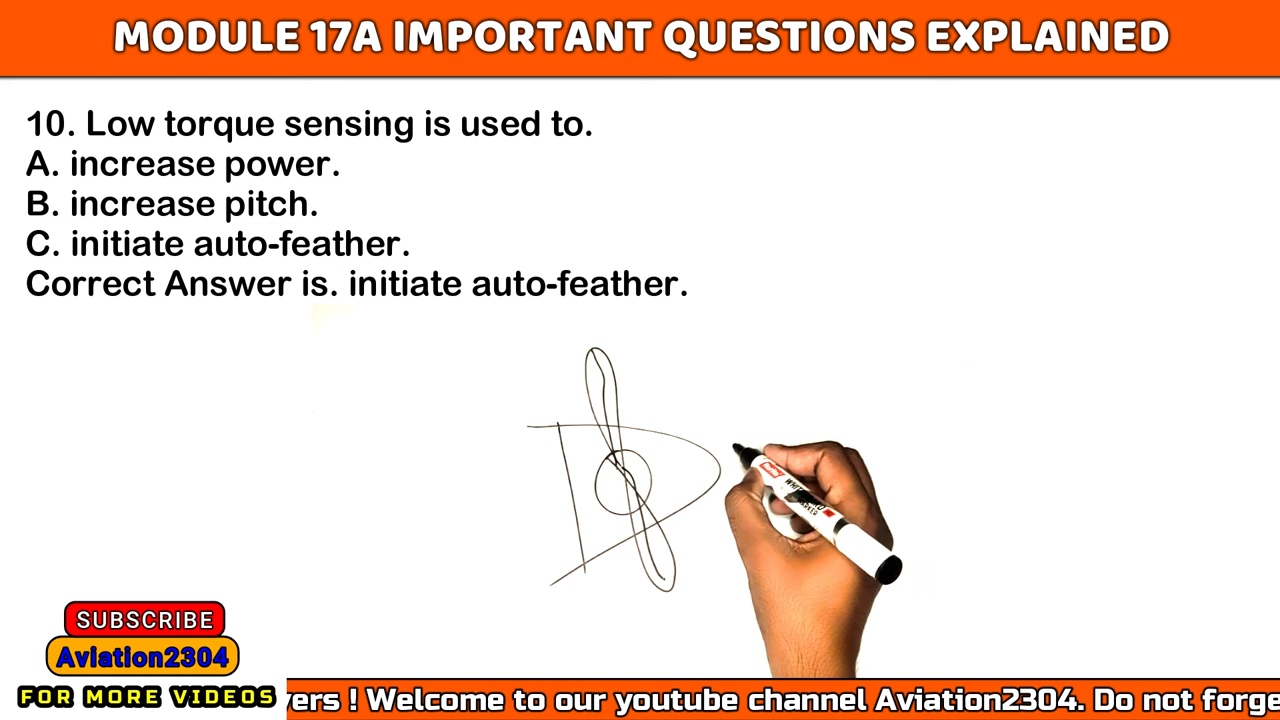 MODULE 17A IMPORTANT QUESTIONS EXPLAINED
10. Low torque sensing is used to.
A. increase power.
B. increase pitch.
C. initiate auto-feather.
Correct Answer is. initiate auto-feather.
SUBSCRIBE
Aviation2304
FOR MORE VIDEOS
vers ! Welcome to our youtube channel Aviation2304. Do not forge